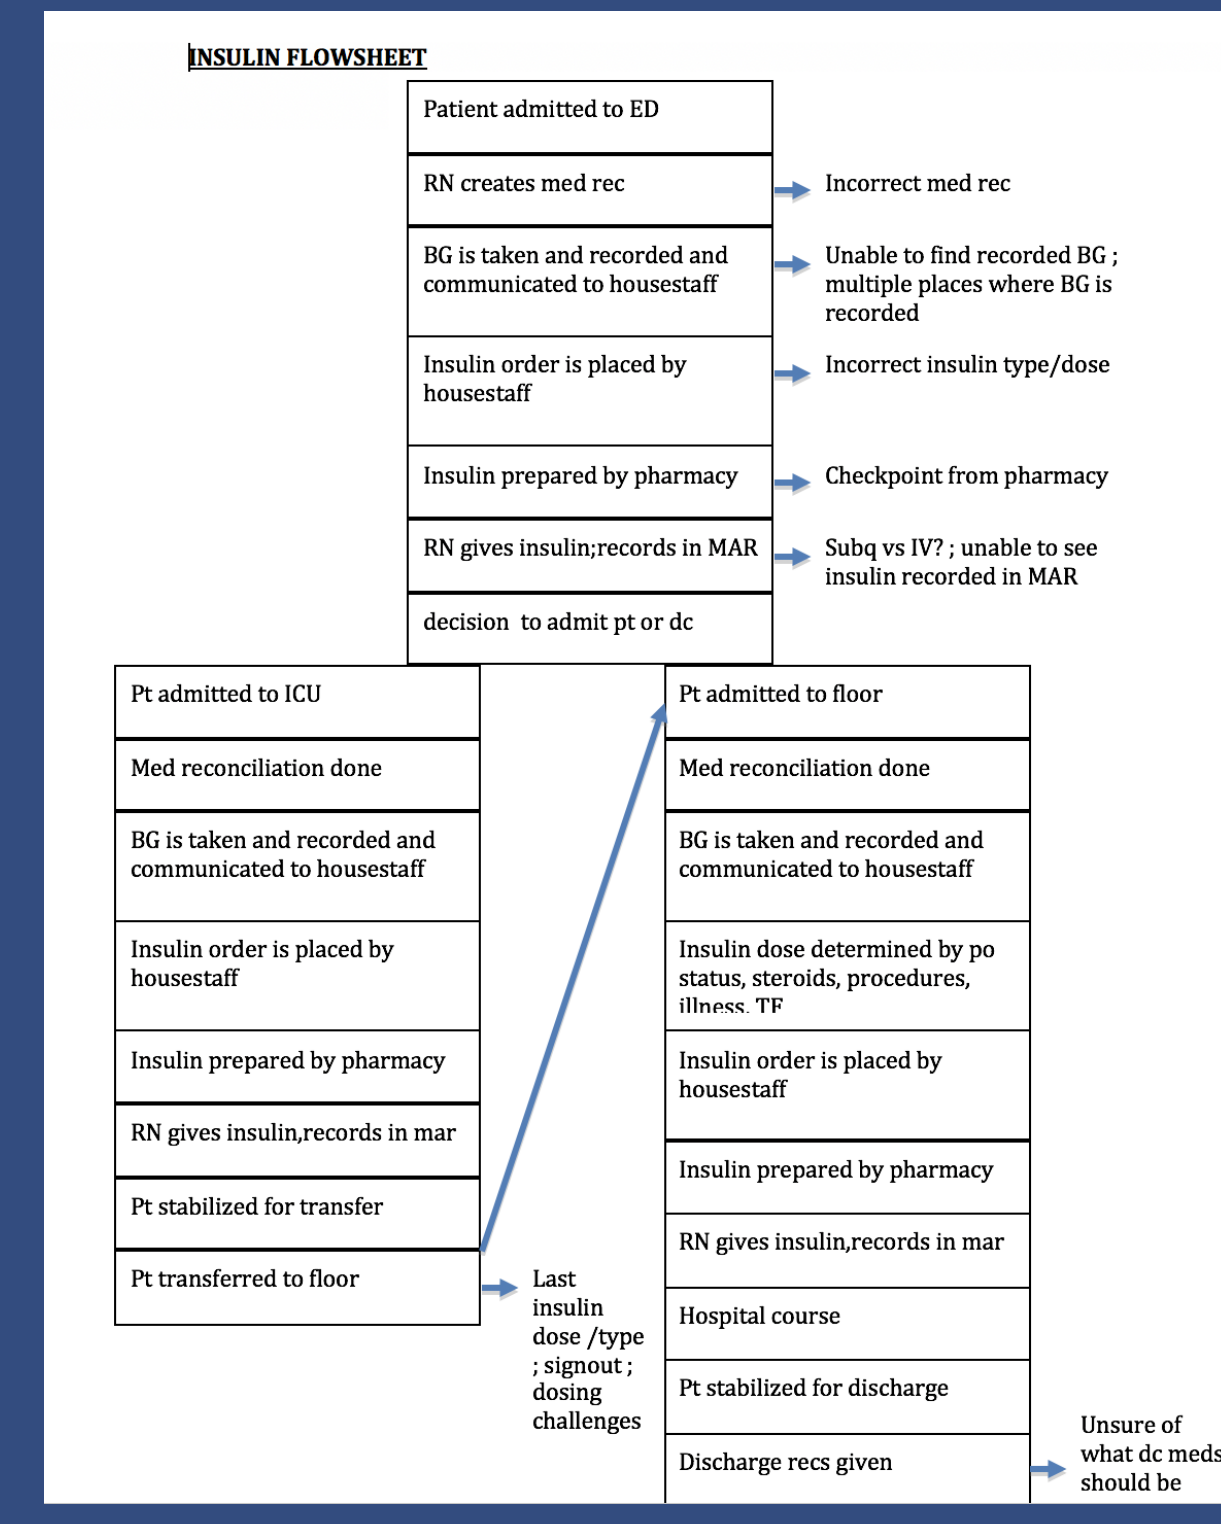 INSULIN FLOWSHEET
Patient admitted to ED
RN creates med rec
Incorrect med rec
BG is taken and recorded and
communicated to housestaff
Unable to find recorded BG ;
multiple places where BG is
recorded
Insulin order is placed by
housestaff
Incorrect insulin type/dose
Insulin prepared by pharmacy
Checkpoint from pharmacy
RN gives insulin;records in MAR
Subq vs IV? ; unable to see
insulin recorded in MAR
decision  to admit pt or dc
Pt admitted to ICU
Med reconciliation done
BG is taken and recorded and
communicated to housestaff
Insulin order is placed by
housestaff
Insulin prepared by pharmacy
RN gives insulin,records in mar
Pt stabilized for transfer
Pt transferred to floor
Last
insulin
dose /type
; signout ;
dosing
challenges
Pt admitted to floor
Med reconciliation done
BG is taken and recorded and
communicated to housestaff
Insulin dose determined by po
status, steroids, procedures,
illness. TF
Insulin order is placed by
housestaff
Insulin prepared by pharmacy
RN gives insulin,records in mar
Hospital course
Pt stabilized for discharge
Discharge recs given
Unsure of
what dc meds
should be